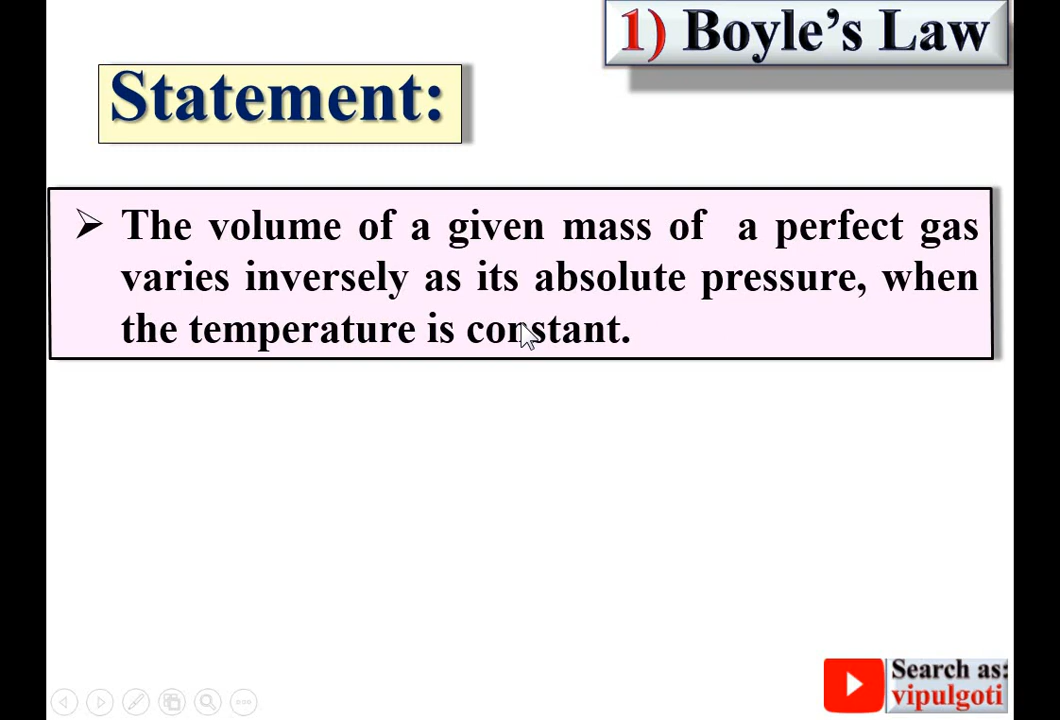 1) Boyle’s Law
Statement:
➢ The volume of a given mass of a perfect gas
varies inversely as its absolute pressure, when
the temperature is constant.
Search as:
vipulgoti